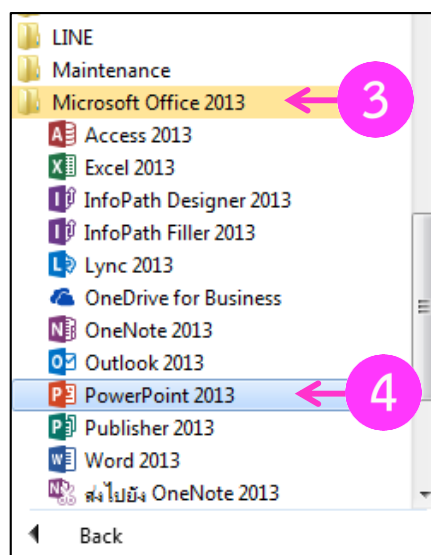 LINE
Maintenance
Microsoft Office 2013
3
Access 2013
Excel 2013
InfoPath Designer 2013
InfoPath Filler 2013
Lync 2013
OneDrive for Business
OneNote 2013
Outlook 2013
PowerPoint 2013
4
Publisher 2013
Word 2013
ส่งไปยัง OneNote 2013
Back